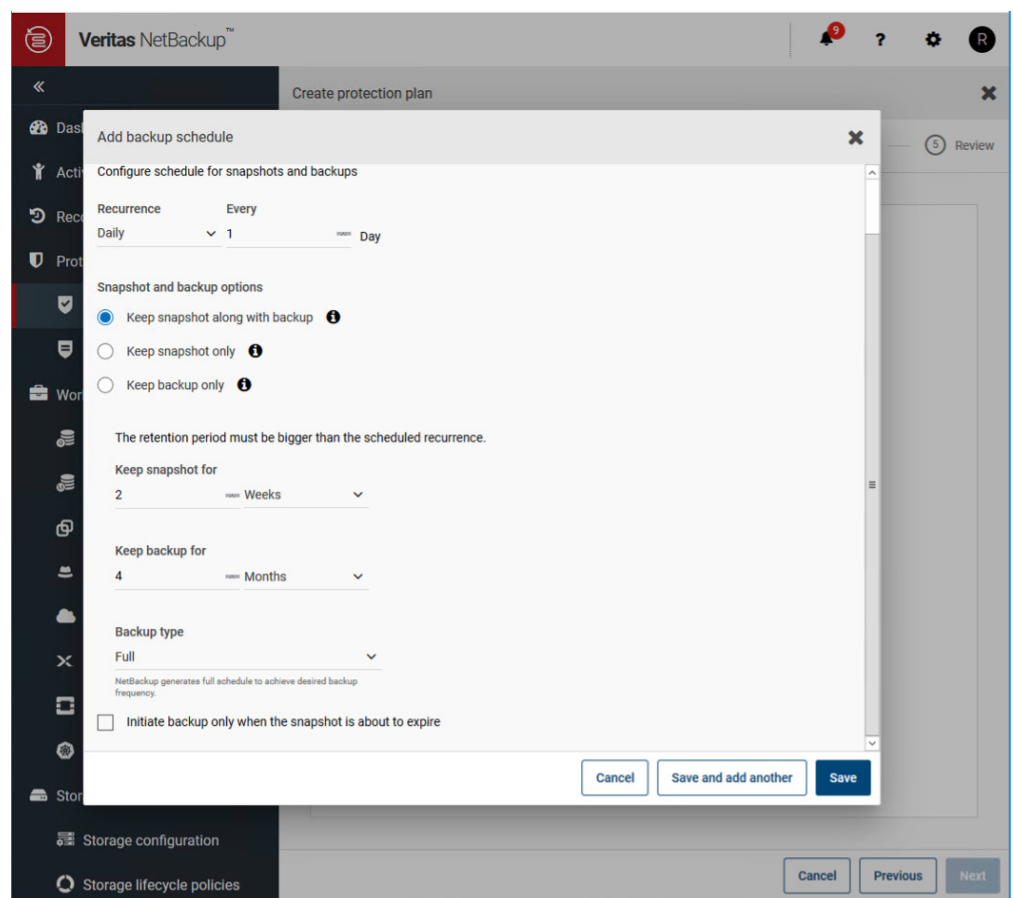 Veritas NetBackup™
9
?
R
«
Create protection plan
Das
Add backup schedule
5 Review
Acti
Configure schedule for snapshots and backups
Reco
Recurrence Every
Daily 1 Day
Prot
Snapshot and backup options
Keep snapshot along with backup
Keep snapshot only
Keep backup only
Wor
The retention period must be bigger than the scheduled recurrence.
Keep snapshot for
2 Weeks
Keep backup for
4 Months
Backup type
Full
NetBackup generates full schedule to achieve desired backup
frequency.
Initiate backup only when the snapshot is about to expire
Cancel Save and add another Save
Stor
Storage configuration
Storage lifecycle policies
Cancel Previous Next